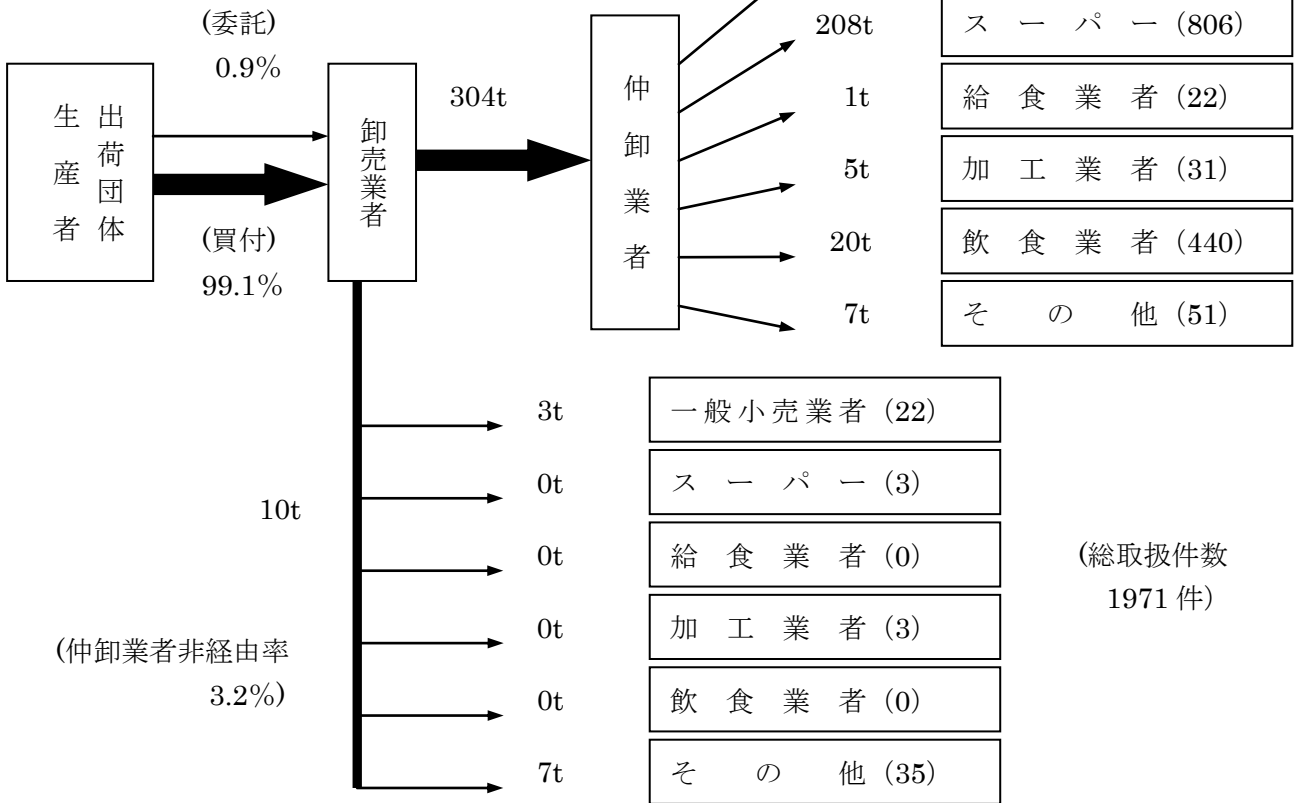 (委託)
0.9%
生産者
出荷団体
(買付)
99.1%
卸売業者
304t
仲卸業者
208t
スーパー (806)
1t
給食業者 (22)
5t
加工業者 (31)
20t
飲食業者 (440)
7t
その他 (51)
3t
一般小売業者 (22)
0t
スーパー (3)
10t
0t
給食業者 (0)
(総取扱件数
1971 件)
0t
加工業者 (3)
(仲卸業者非経由率
3.2%)
0t
飲食業者 (0)
7t
その他 (35)